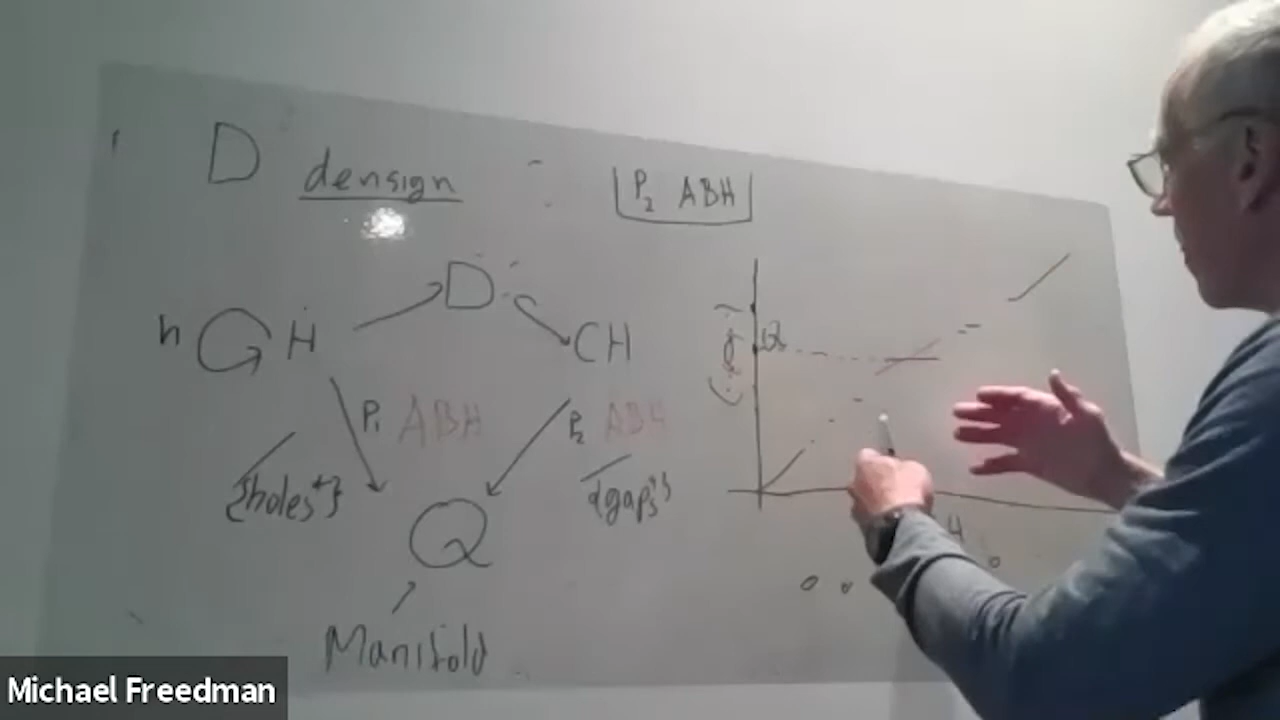 D densign
P2 ABH
D
h H CH
P1 ABH P2 ABH
{holes+} {gaps+}
Q
Q
Manifold
H
Michael Freedman